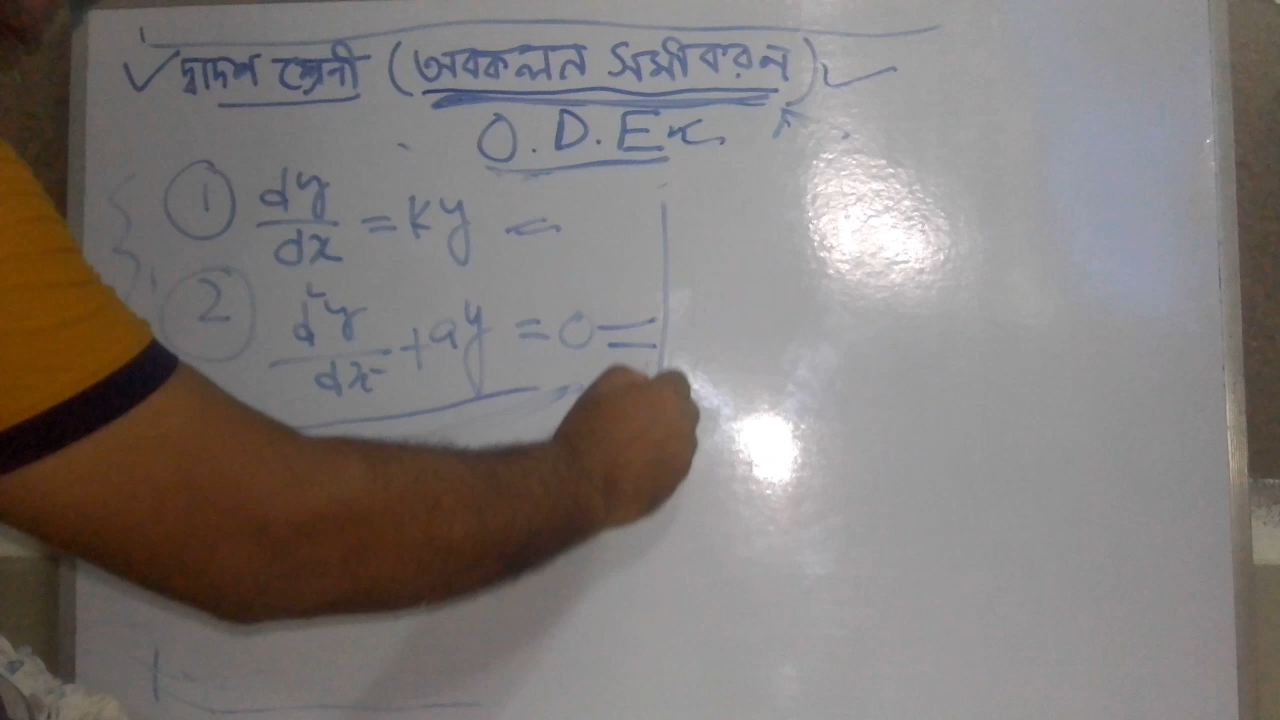 দ্বাদশ শ্রেনী (অবকলন সমীকরন)
O.D.E
① dy/dx = Ky
② d²y/dx² + ay = 0